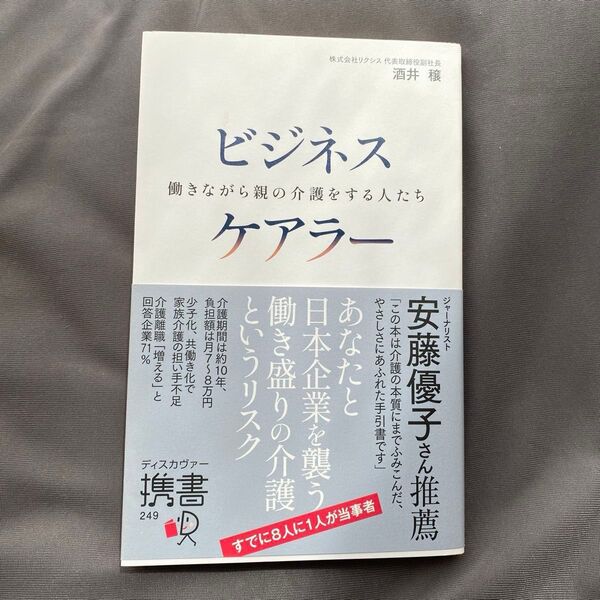 株式会社リクシス 代表取締役副社長
酒井 穣
ビジネス
働きながら親の介護をする人たち
ケアラー
ジャーナリスト
安藤優子さん推薦
「この本は介護の本質にまでふみこんだ、
やさしさにあふれた手引書です」
あなたと
日本企業を襲う
働き盛りの介護
というリスク
介護期間は約10年、
負担額は月7〜8万円
少子化、共働き化で
家族介護の担い手不足
介護離職「増える」と
回答企業71%
すでに8人に1人が当事者
ディスカヴァー
携書
249